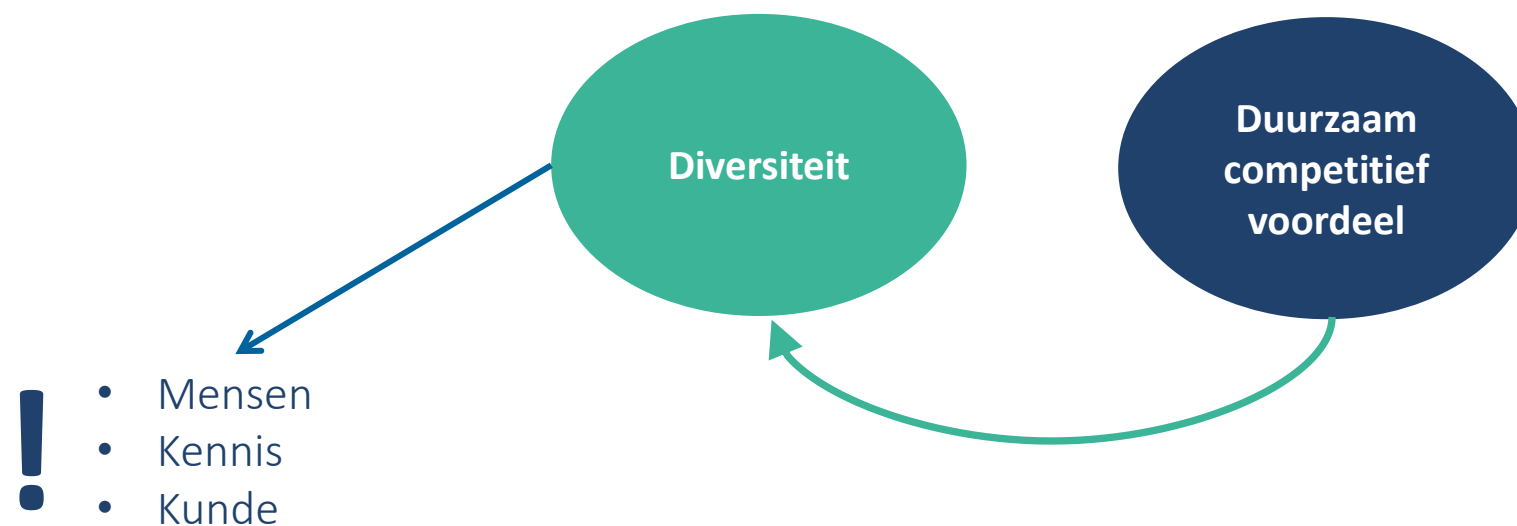 Diversiteit
Duurzaam
competitief
voordeel
!
• Mensen
• Kennis
• Kunde